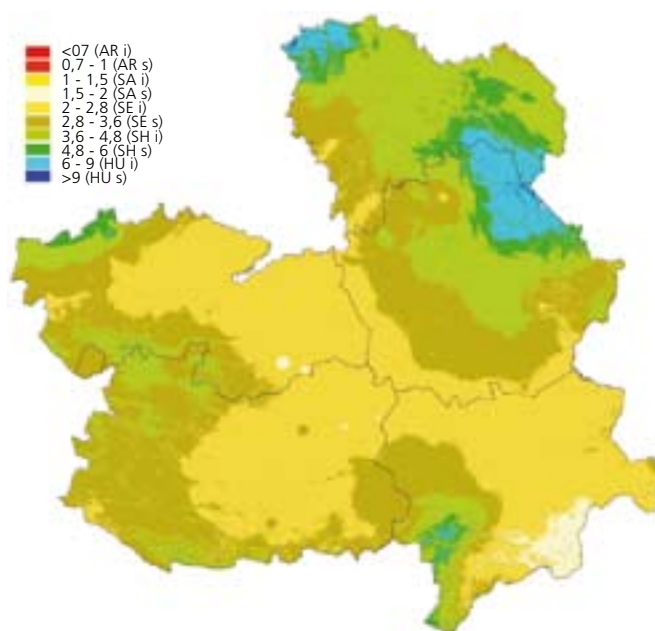 <07 (AR i)
0,7 - 1 (AR s)
1 - 1,5 (SA i)
1,5 - 2 (SA s)
2 - 2,8 (SE i)
2,8 - 3,6 (SE s)
3,6 - 4,8 (SH i)
4,8 - 6 (SH s)
6 - 9 (HU i)
>9 (HU s)